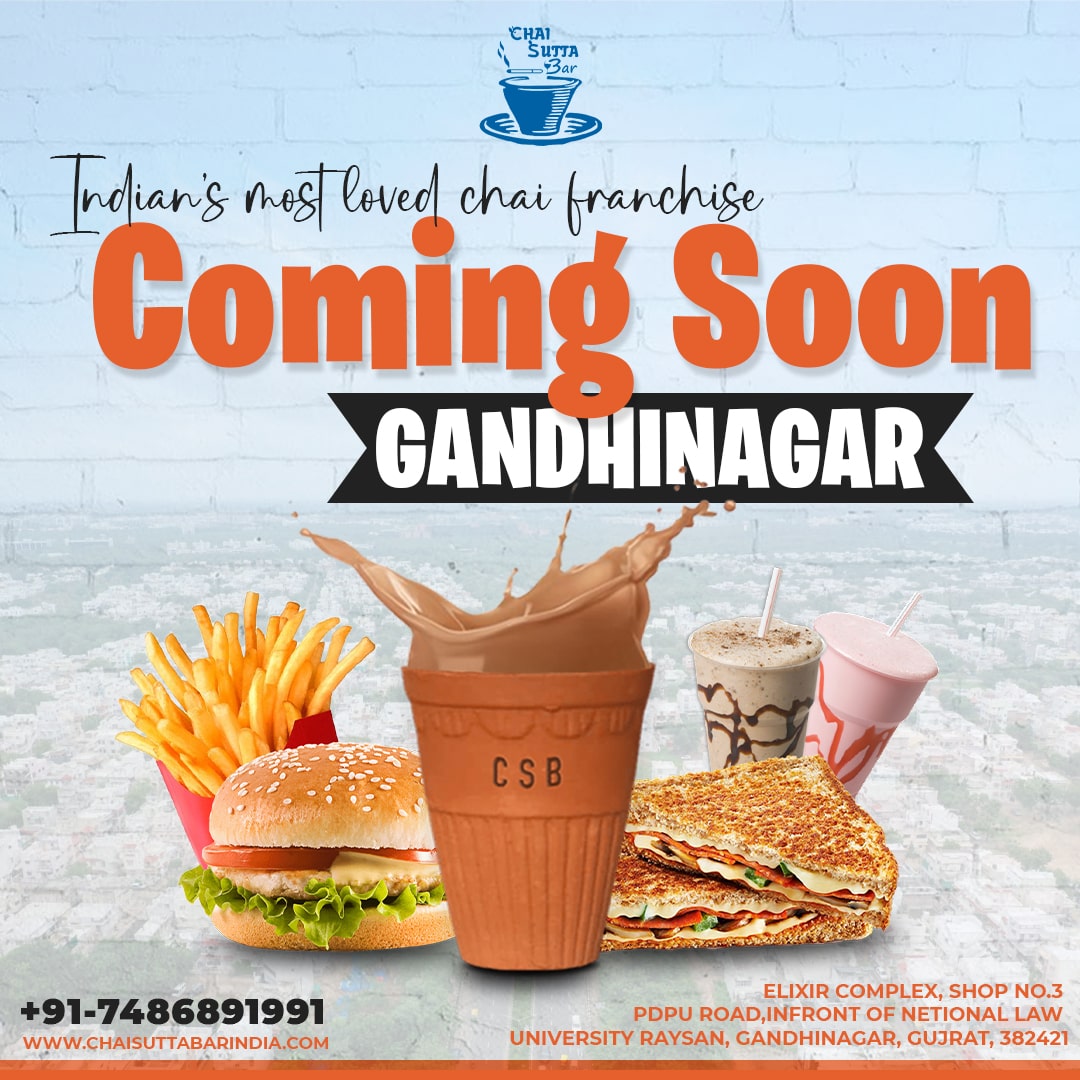 CHAI
SUTTA
Bar
Indian's most loved chai franchise
Coming Soon
GANDHINAGAR
CSB
+91-7486891991
WWW.CHAISUTTABARINDIA.COM
ELIXIR COMPLEX, SHOP NO.3
PDPU ROAD,INFRONT OF NETIONAL LAW
UNIVERSITY RAYSAN, GANDHINAGAR, GUJRAT, 382421